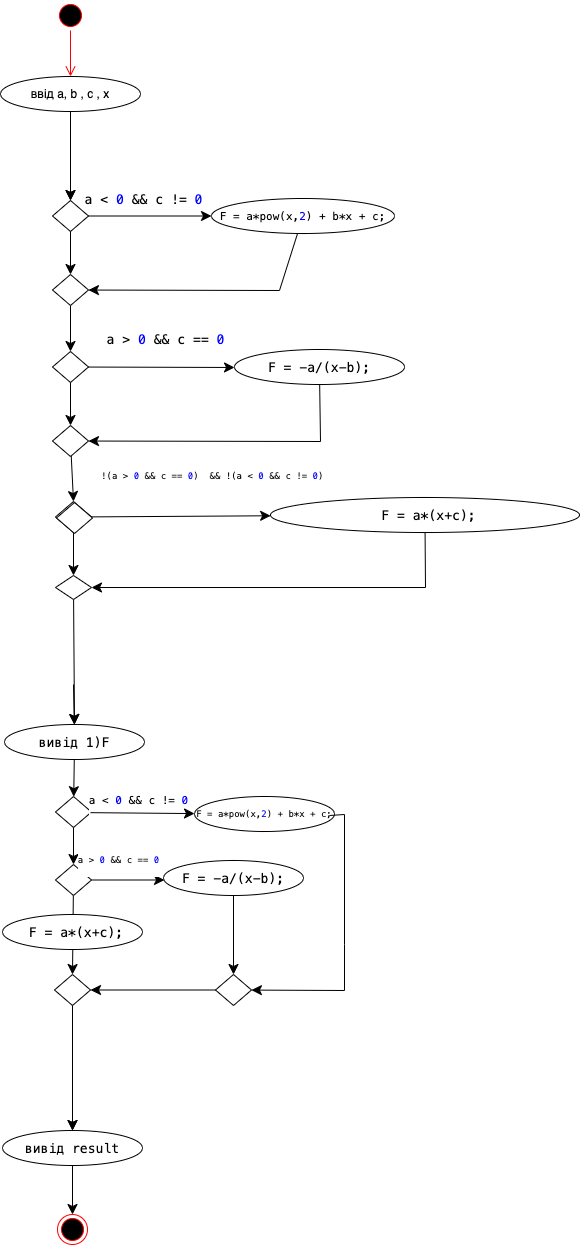 ввід a, b , c , x
a < 0 && c != 0
F = a*pow(x,2) + b*x + c;
a > 0 && c == 0
F = -a/(x-b);
!(a > 0 && c == 0)  && !(a < 0 && c != 0)
F = a*(x+c);
вивід 1)F
a < 0 && c != 0
F = a*pow(x,2) + b*x + c;
a > 0 && c == 0
F = -a/(x-b);
F = a*(x+c);
вивід result